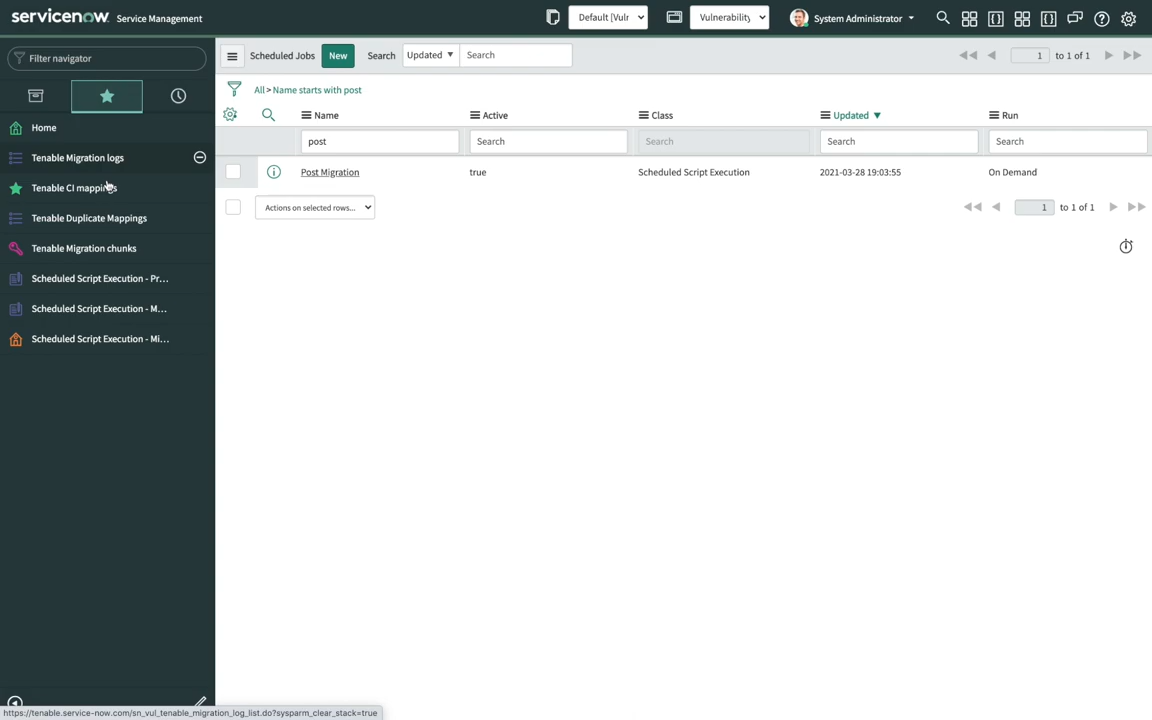 servicenow Service Management
Default [Vulr
Vulnerability
System Administrator
Filter navigator
Home
Tenable Migration logs
Tenable CI mappings
Tenable Duplicate Mappings
Tenable Migration chunks
Scheduled Script Execution - Pr...
Scheduled Script Execution - M...
Scheduled Script Execution - Mi...
Scheduled Jobs New Search Updated Search
1 to 1 of 1
All > Name starts with post
Name Active Class Updated Run
post Search Search Search Search
Post Migration true Scheduled Script Execution 2021-03-28 19:03:55 On Demand
Actions on selected rows...
1 to 1 of 1
https://tenable.service-now.com/sn_vul_tenable_migration_log_list.do?sysparm_clear_stack=true